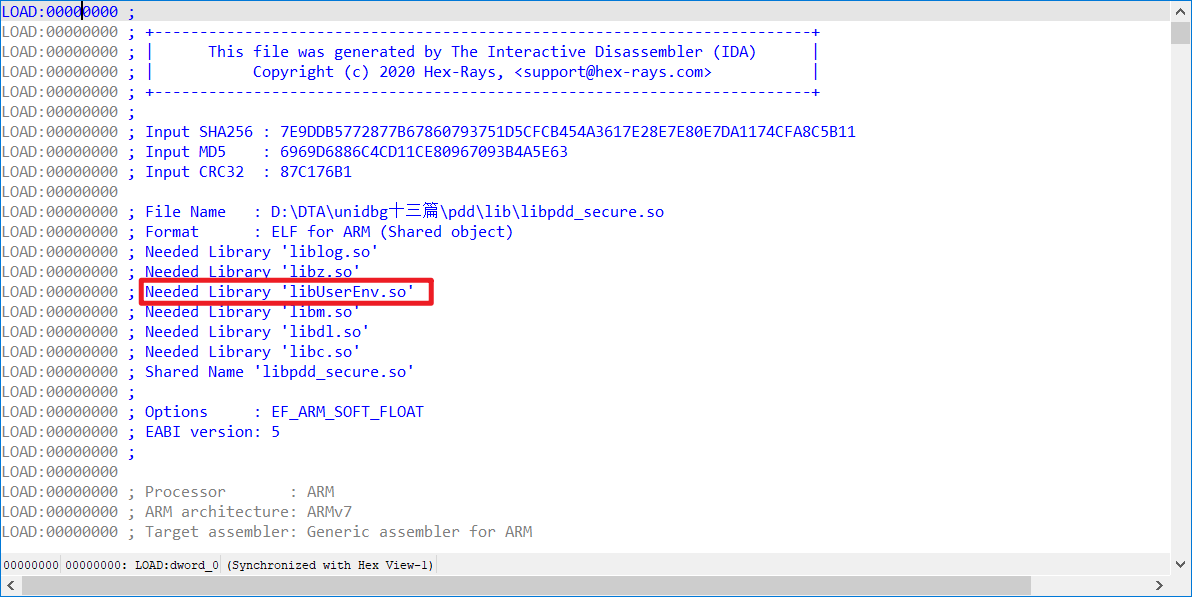 LOAD:00000000 ;
LOAD:00000000 ; +-------------------------------------------------------------------------+
LOAD:00000000 ; |      This file was generated by The Interactive Disassembler (IDA)      |
LOAD:00000000 ; |           Copyright (c) 2020 Hex-Rays, <support@hex-rays.com>           |
LOAD:00000000 ; +-------------------------------------------------------------------------+
LOAD:00000000 ;
LOAD:00000000 ; Input SHA256 : 7E9DDB5772877B67860793751D5CFCB454A3617E28E7E80E7DA1174CFA8C5B11
LOAD:00000000 ; Input MD5    : 6969D6886C4CD11CE80967093B4A5E63
LOAD:00000000 ; Input CRC32  : 87C176B1
LOAD:00000000
LOAD:00000000 ; File Name   : D:\DTA\unidbg十三篇\pdd\lib\libpdd_secure.so
LOAD:00000000 ; Format      : ELF for ARM (Shared object)
LOAD:00000000 ; Needed Library 'liblog.so'
LOAD:00000000 ; Needed Library 'libz.so'
LOAD:00000000 ; Needed Library 'libUserEnv.so'
LOAD:00000000 ; Needed Library 'libm.so'
LOAD:00000000 ; Needed Library 'libdl.so'
LOAD:00000000 ; Needed Library 'libc.so'
LOAD:00000000 ; Shared Name 'libpdd_secure.so'
LOAD:00000000 ;
LOAD:00000000 ; Options     : EF_ARM_SOFT_FLOAT
LOAD:00000000 ; EABI version: 5
LOAD:00000000 ;
LOAD:00000000
LOAD:00000000 ; Processor       : ARM
LOAD:00000000 ; ARM architecture: ARMv7
LOAD:00000000 ; Target assembler: Generic assembler for ARM
00000000 00000000: LOAD:dword_0 (Synchronized with Hex View-1)